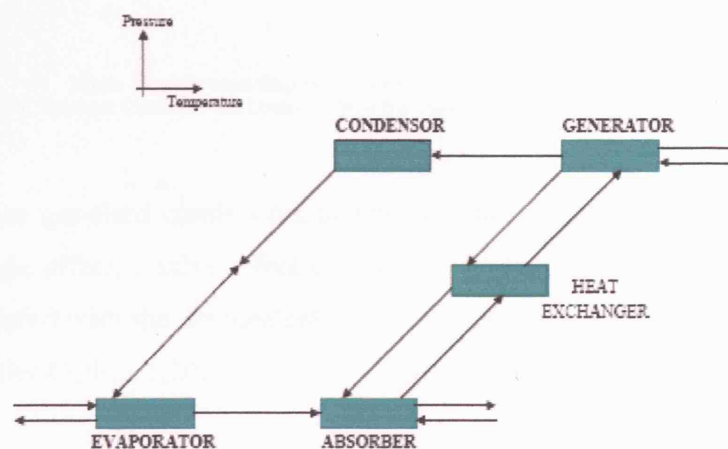 Pressure
Temperature
CONDENSOR
GENERATOR
HEAT
EXCHANGER
EVAPORATOR
ABSORBER